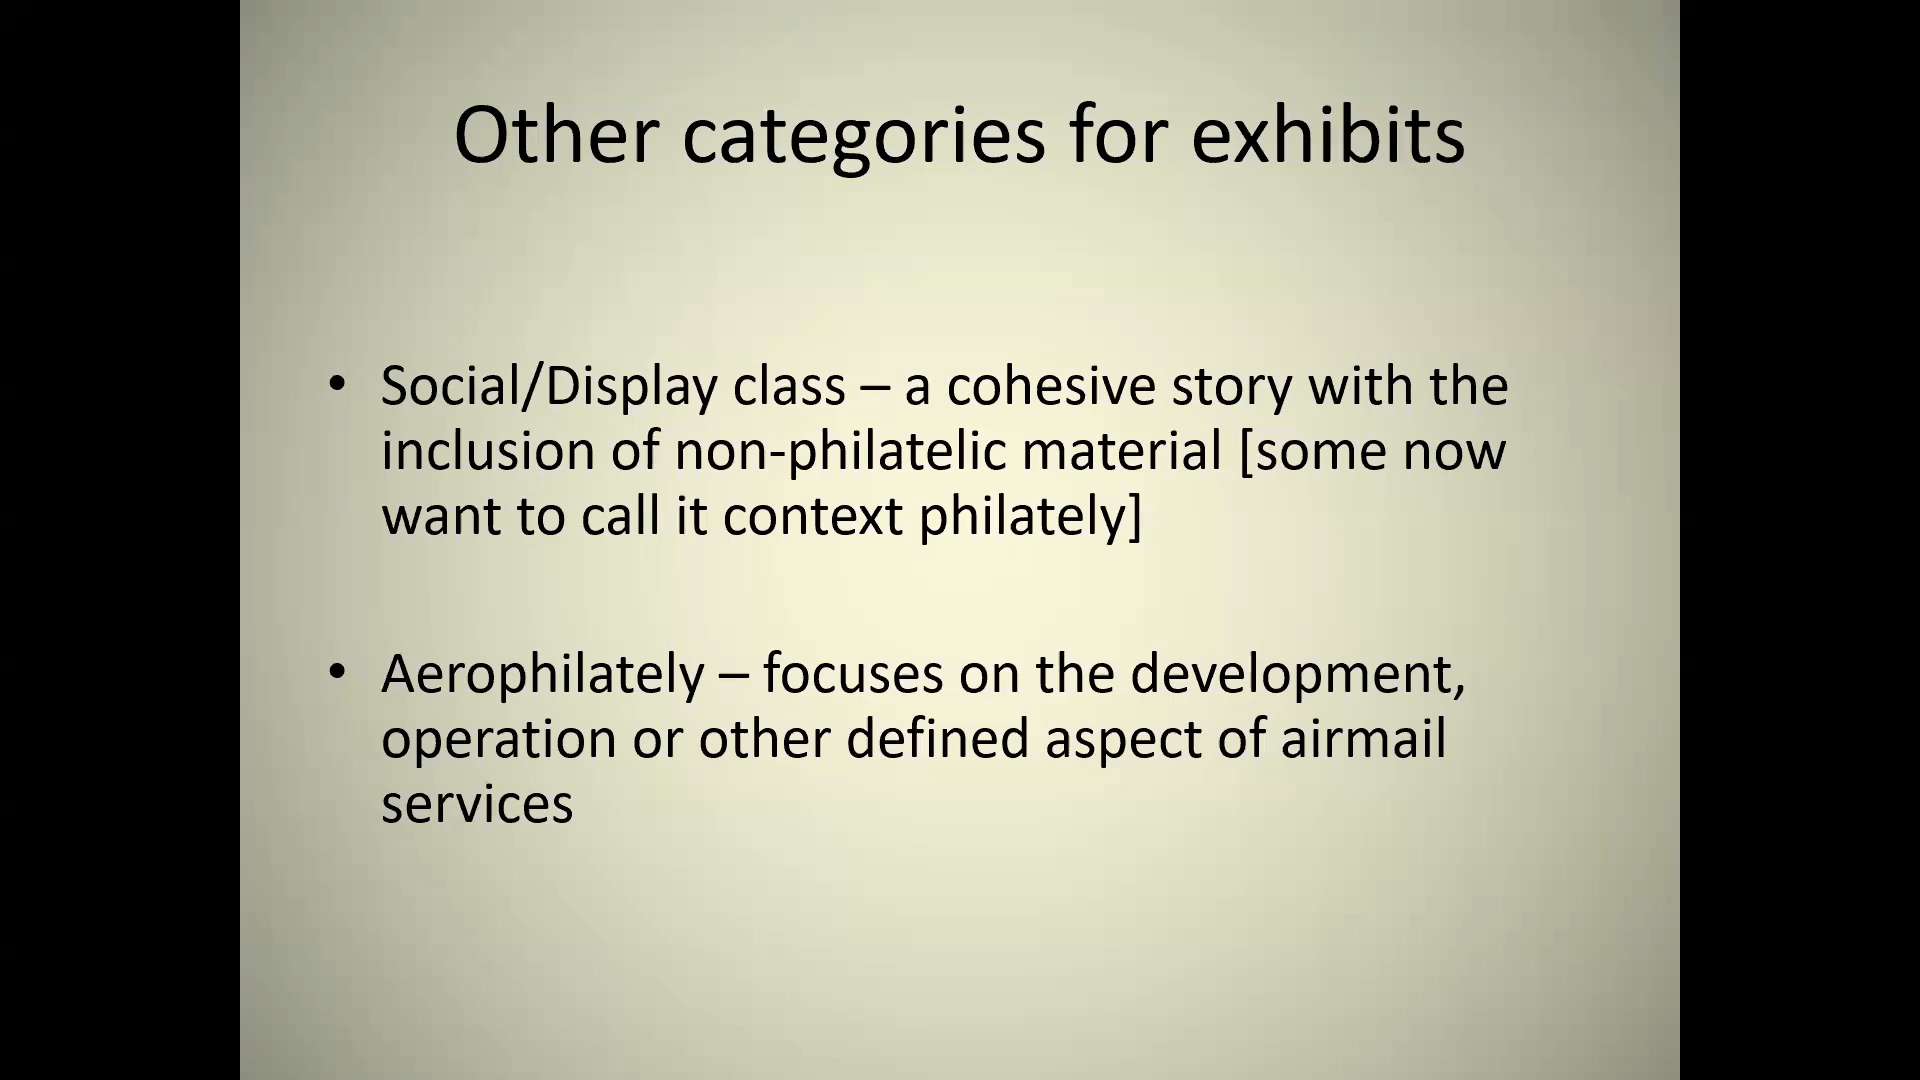 Other categories for exhibits
• Social/Display class – a cohesive story with the
inclusion of non-philatelic material [some now
want to call it context philately]
• Aerophilately – focuses on the development,
operation or other defined aspect of airmail
services